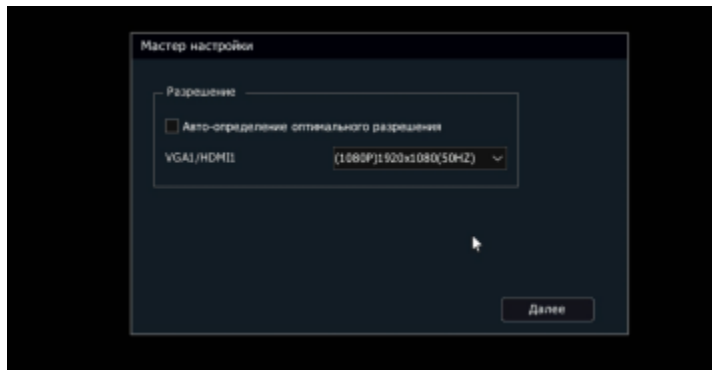 Мастер настройки
Разрешение
Авто-определение оптимального разрешения
VGA1/HDMI1 (1080P)1920x1080(50HZ)
Далее